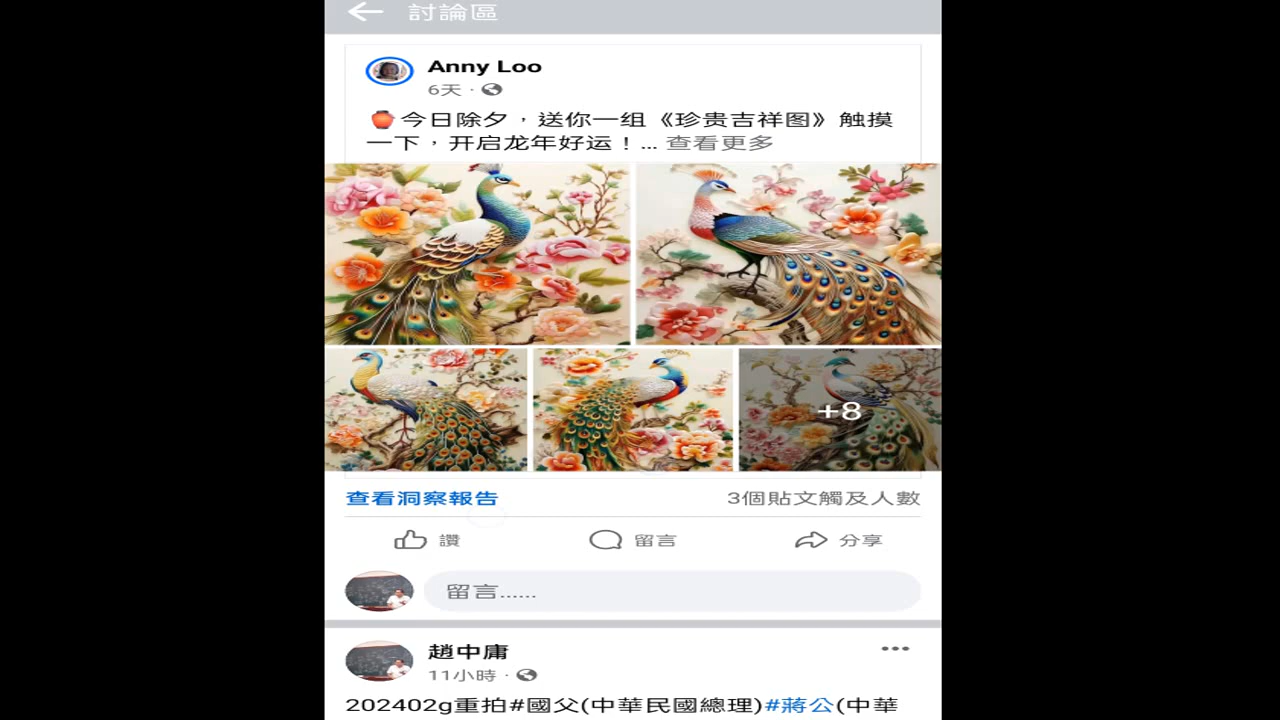 討論區
Anny Loo
6天 ·
今日除夕，送你一组《珍贵吉祥图》触摸
一下，开启龙年好运！... 查看更多
+8
查看洞察報告
3個貼文觸及人數
讚
留言
分享
留言......
趙中庸
11小時 ·
202402g重拍#國父(中華民國總理)#蔣公(中華